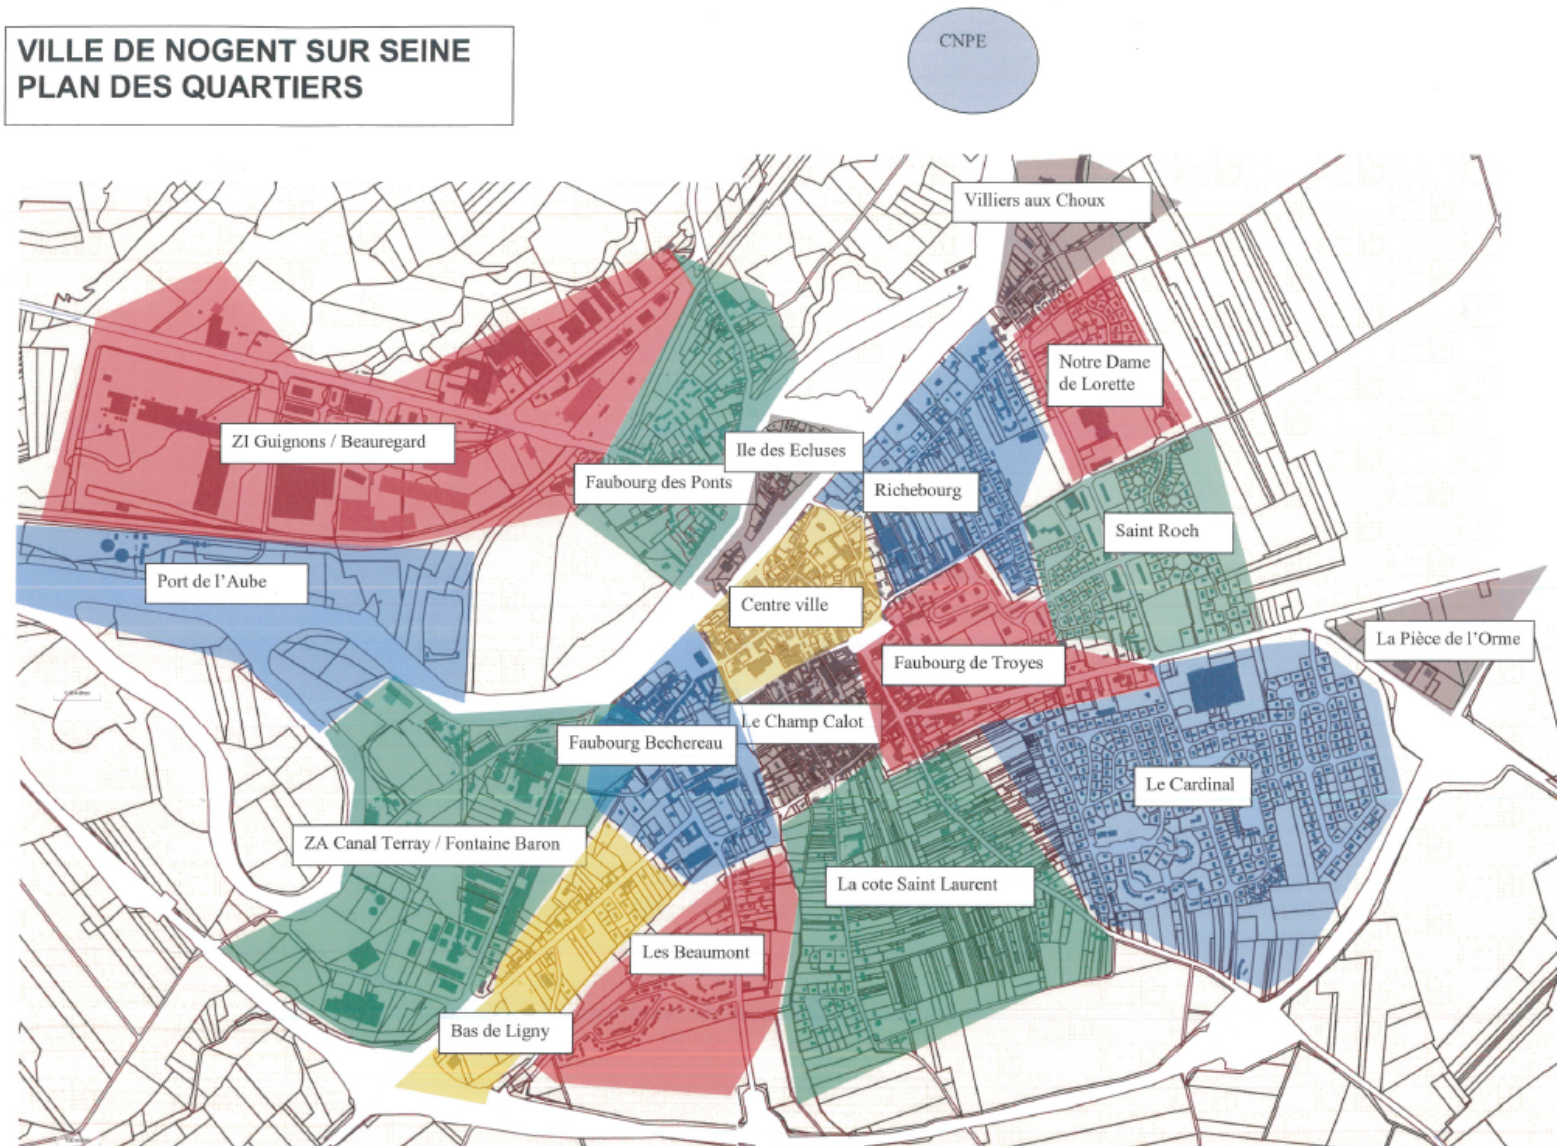 VILLE DE NOGENT SUR SEINE
PLAN DES QUARTIERS
CNPE
Villiers aux Choux
Notre Dame
de Lorette
ZI Guignons / Beauregard
Ile des Ecluses
Faubourg des Ponts
Richebourg
Saint Roch
Port de l'Aube
Centre ville
La Pièce de l'Orme
Faubourg de Troyes
Le Champ Calot
Faubourg Bechereau
Le Cardinal
ZA Canal Terray / Fontaine Baron
La cote Saint Laurent
Les Beaumont
Bas de Ligny